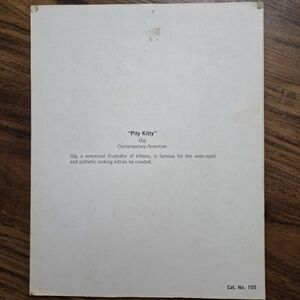 "Pity Kitty"
Gig
Contemporary American
Gig, a renowned illustrator of kittens, is famous for the wide-eyed
and pathetic looking kitties he created.
Cat. No. 105